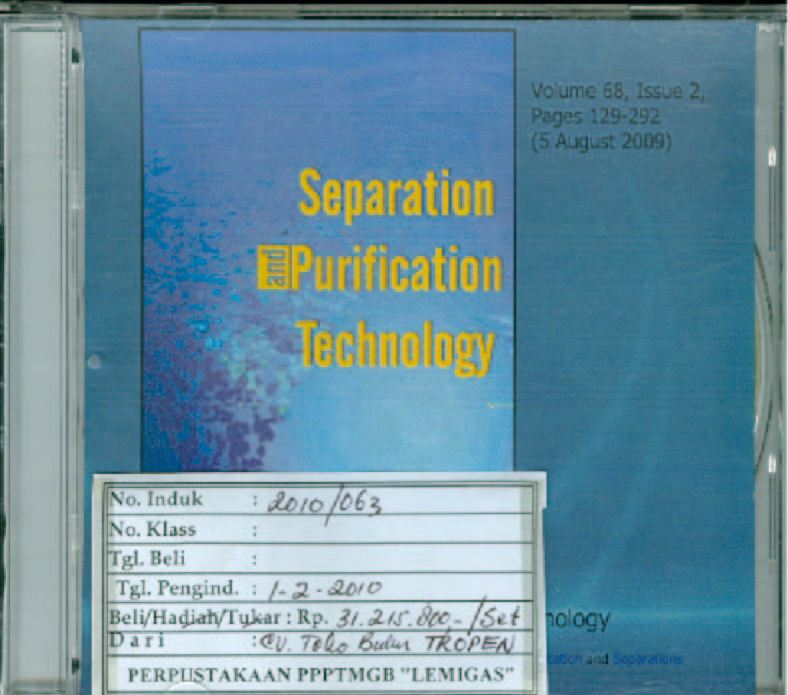 Volume 68, Issue 2,
Pages 129-292
(5 August 2009)
Separation
and Purification
Technology
No. Induk : 2010/063
No. Klass :
Tgl. Beli :
Tgl. Pengind. : 1-2-2010
Beli/Hadiah/Tukar : Rp. 31.215.800-/Set
Dari : CV. Toko Buku TROPEN
PERPUSTAKAAN PPPTMGB "LEMIGAS"
nology
and Separations